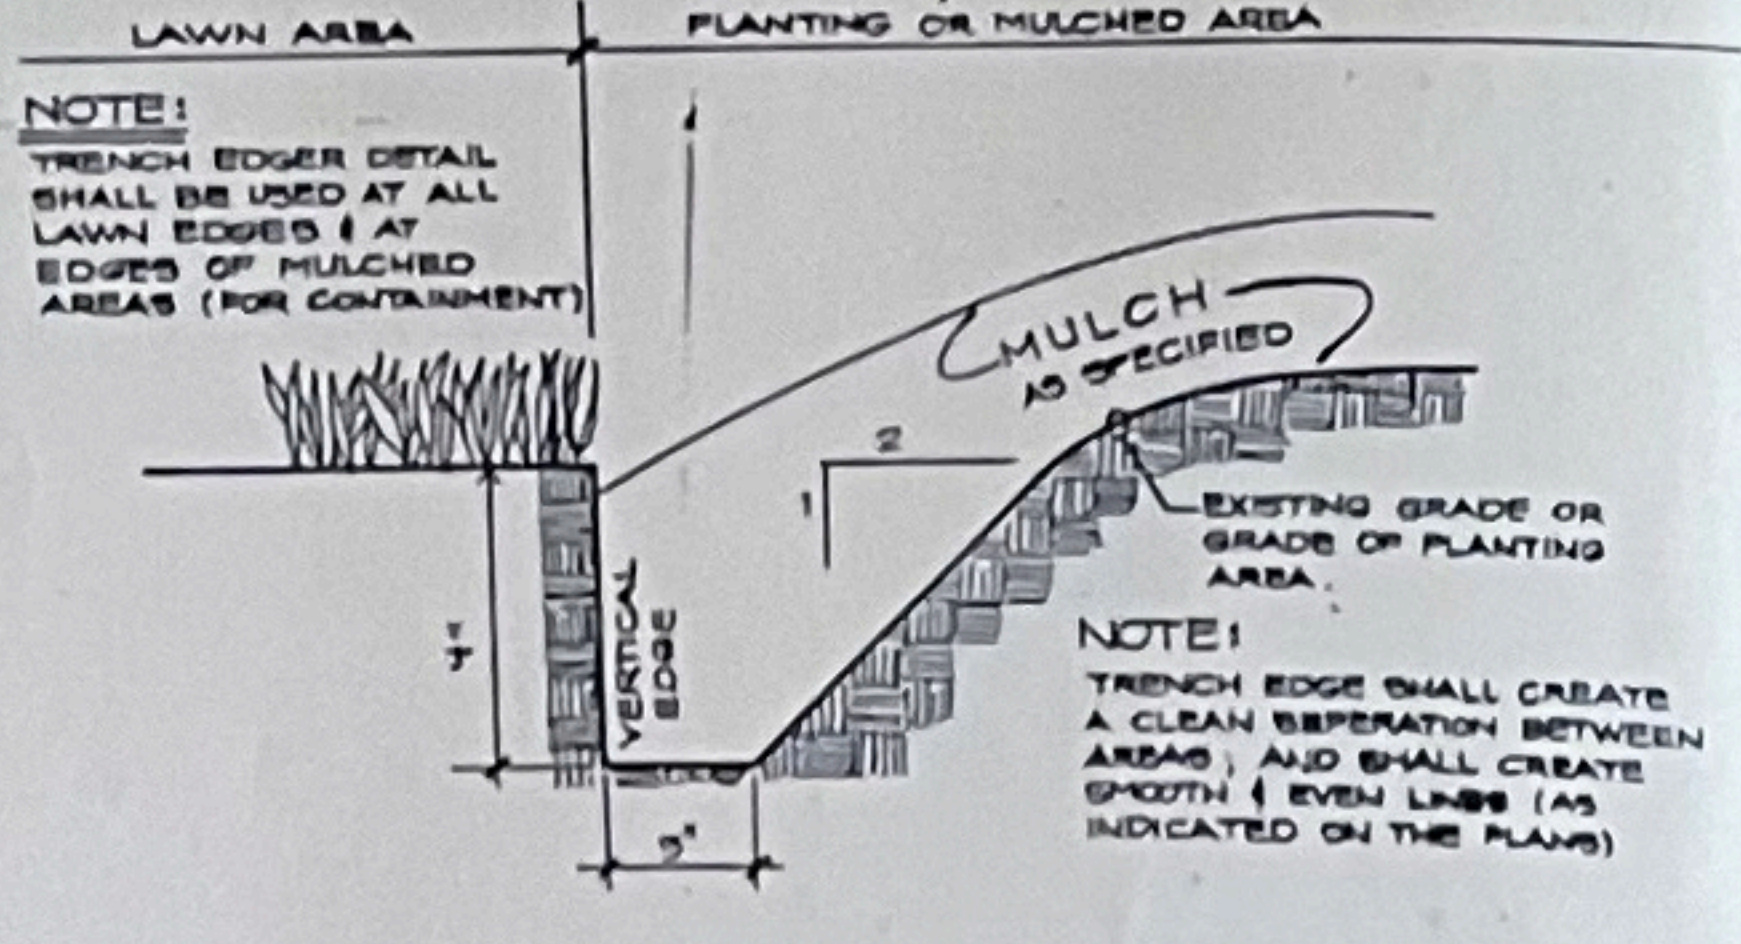 LAWN AREA
PLANTING OR MULCHED AREA
NOTE:
TRENCH EDGER DETAIL
SHALL BE USED AT ALL
LAWN EDGES & AT
EDGES OF MULCHED
AREAS (FOR CONTAINMENT)
MULCH
AS SPECIFIED
2
1
EXISTING GRADE OR
GRADE OF PLANTING
AREA.
4"
VERTICAL
EDGE
NOTE:
TRENCH EDGE SHALL CREATE
A CLEAN SEPERATION BETWEEN
AREAS, AND SHALL CREATE
SMOOTH & EVEN LINES (AS
INDICATED ON THE PLANS)